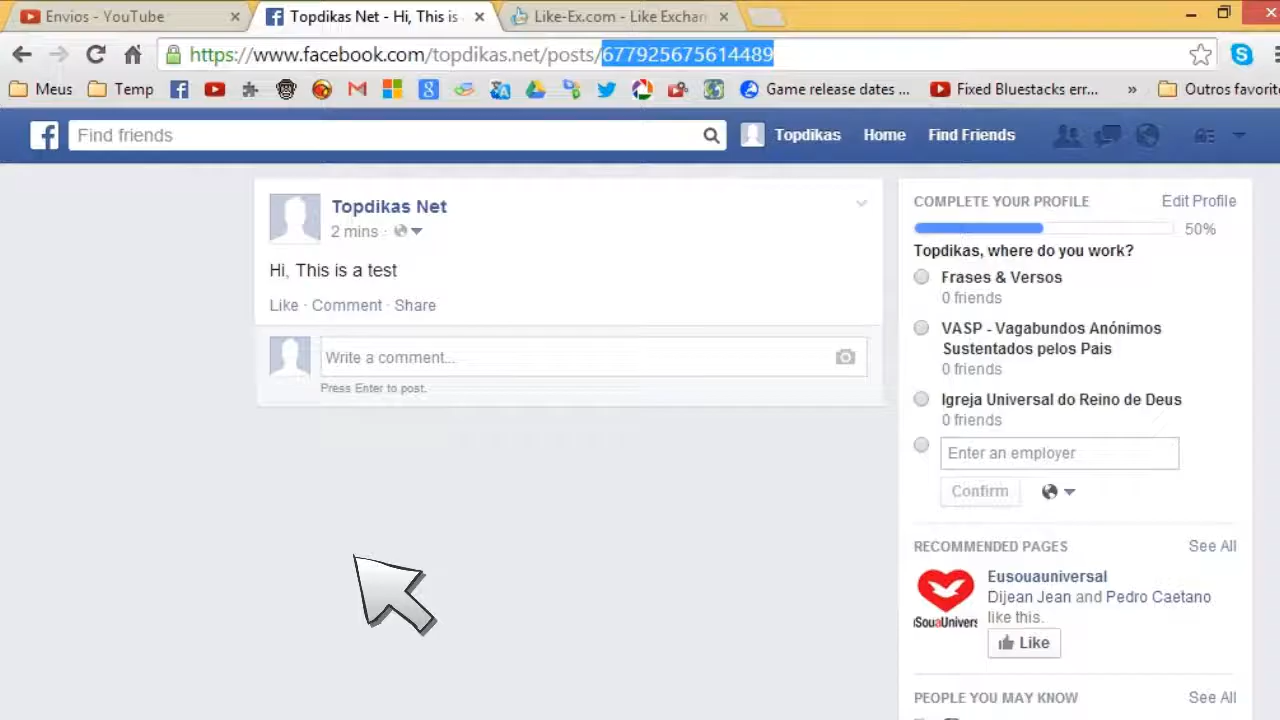 Envios - YouTube
Topdikas Net - Hi, This is
Like-Ex.com - Like Exchan
https://www.facebook.com/topdikas.net/posts/677925675614489
Meus
Temp
Game release dates ...
Fixed Bluestacks err...
»
Outros favorit
Find friends
Topdikas
Home
Find Friends
Topdikas Net
2 mins ·
Hi, This is a test
Like · Comment · Share
Write a comment...
Press Enter to post.
COMPLETE YOUR PROFILE
Edit Profile
50%
Topdikas, where do you work?
Frases & Versos
0 friends
VASP - Vagabundos Anónimos
Sustentados pelos Pais
0 friends
Igreja Universal do Reino de Deus
0 friends
Enter an employer
Confirm
RECOMMENDED PAGES
See All
Eusouauniversal
Dijean Jean and Pedro Caetano
like this.
Like
PEOPLE YOU MAY KNOW
See All